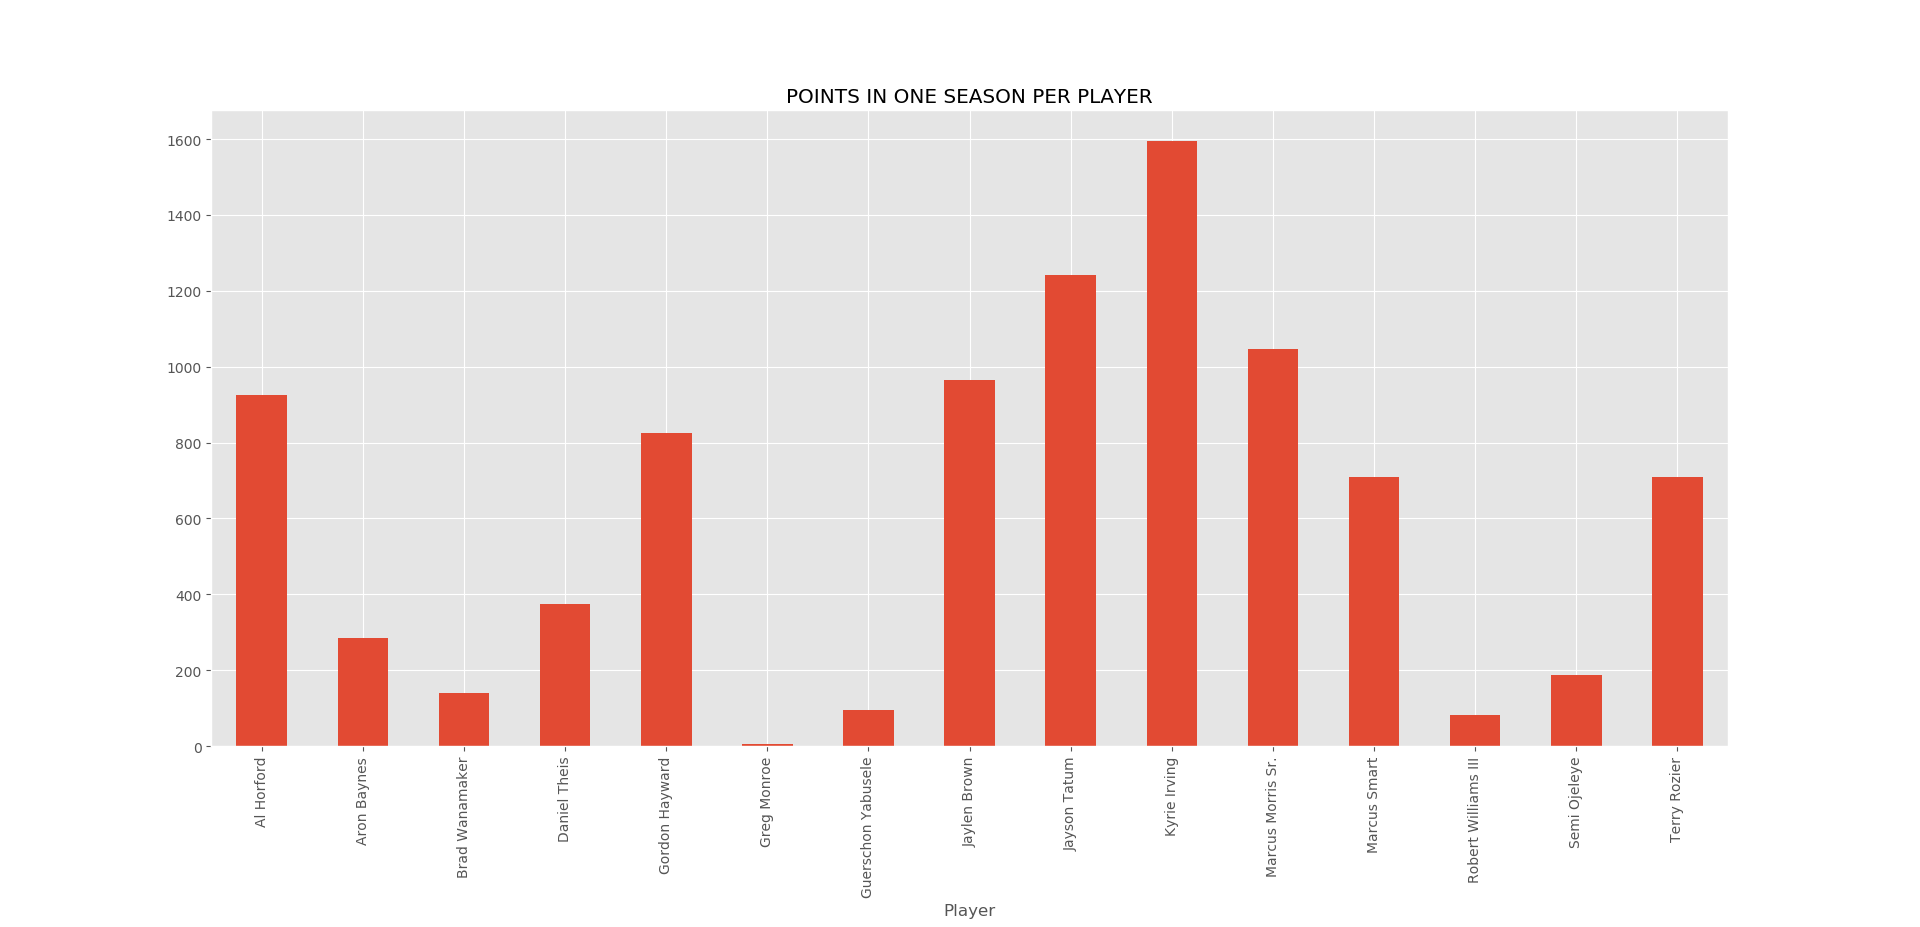 POINTS IN ONE SEASON PER PLAYER
1600
1400
1200
1000
800
600
400
200
0
Al Horford
Aron Baynes
Brad Wanamaker
Daniel Theis
Gordon Hayward
Greg Monroe
Guerschon Yabusele
Jaylen Brown
Jayson Tatum
Kyrie Irving
Marcus Morris Sr.
Marcus Smart
Robert Williams III
Semi Ojeleye
Terry Rozier
Player